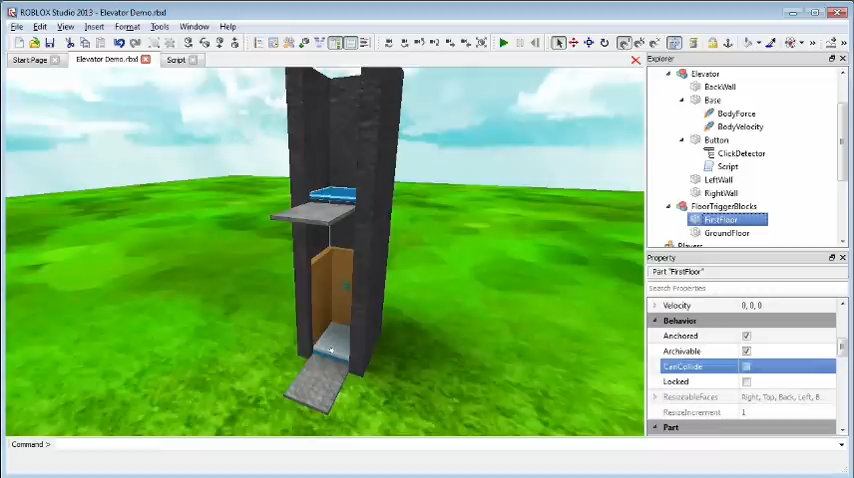 ROBLOX Studio 2013 - Elevator Demo.rbxl
File Edit View Insert Format Tools Window Help
Start Page Elevator Demo.rbxl Script
Explorer
Elevator
BackWall
Base
BodyForce
BodyVelocity
Button
ClickDetector
Script
LeftWall
RightWall
FloorTriggerBlocks
FirstFloor
GroundFloor
Players
Property
Part "FirstFloor"
Search Properties
Velocity 0, 0, 0
Behavior
Anchored
Archivable
CanCollide
Locked
ResizeableFaces Right, Top, Back, Left, B...
ResizeIncrement 1
Part
Command >